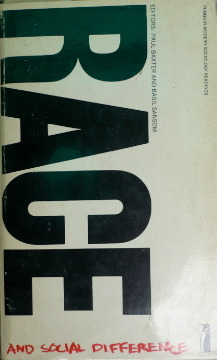 PENGUIN MODERN SOCIOLOGY READINGS
EDITORS: PAUL BAXTER AND BASIL SANSOM
RACE
AND SOCIAL DIFFERENCE